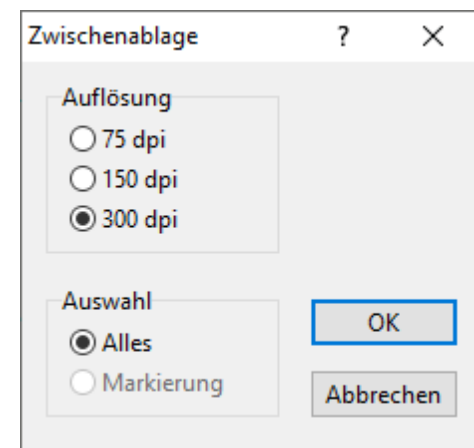 Zwischenablage ?
Auflösung
75 dpi
150 dpi
300 dpi
Auswahl
Alles
Markierung
OK
Abbrechen